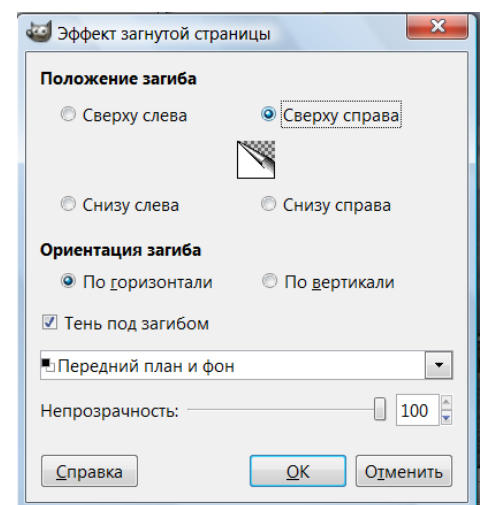 Эффект загнутой страницы
Положение загиба
Сверху слева
Сверху справа
Снизу слева
Снизу справа
Ориентация загиба
По горизонтали
По вертикали
Тень под загибом
Передний план и фон
Непрозрачность:
100
Справка
OK
Отменить